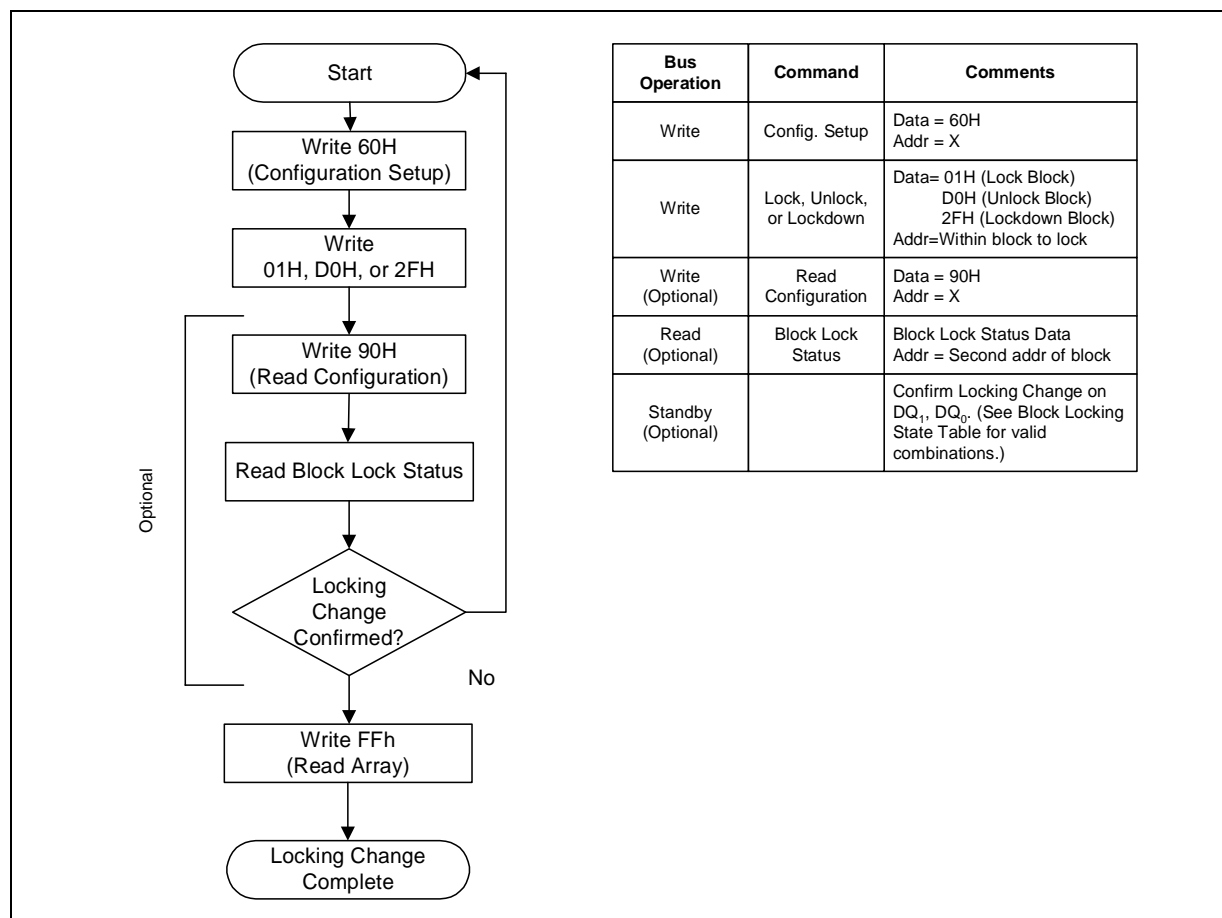 Start
Write 60H
(Configuration Setup)
Write
01H, D0H, or 2FH
Write 90H
(Read Configuration)
Read Block Lock Status
Optional
Locking
Change
Confirmed?
No
Write FFh
(Read Array)
Locking Change
Complete
Bus
Operation
Command
Comments
Write
Config. Setup
Data = 60H
Addr = X
Write
Lock, Unlock,
or Lockdown
Data= 01H (Lock Block)
D0H (Unlock Block)
2FH (Lockdown Block)
Addr=Within block to lock
Write
(Optional)
Read
Configuration
Data = 90H
Addr = X
Read
(Optional)
Block Lock
Status
Block Lock Status Data
Addr = Second addr of block
Standby
(Optional)
Confirm Locking Change on
DQ₁, DQ₀. (See Block Locking
State Table for valid
combinations.)